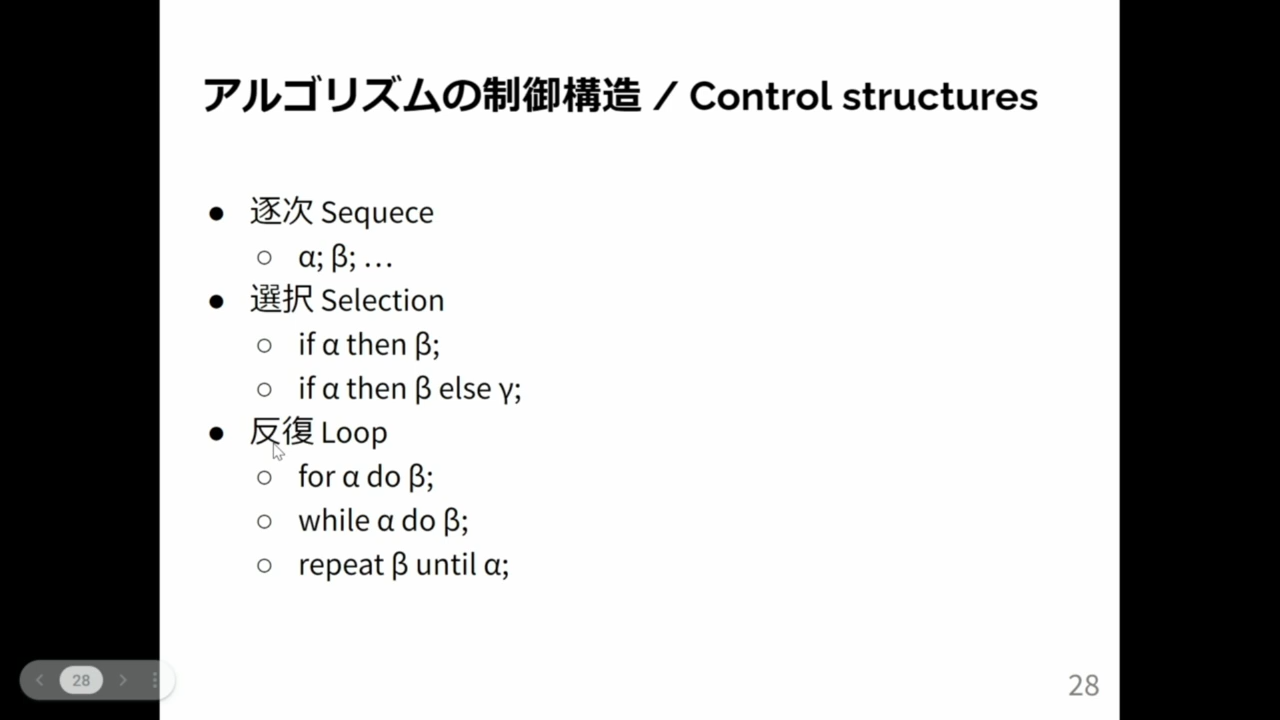 アルゴリズムの制御構造 / Control structures
● 逐次 Sequece
○ α; β; …
● 選択 Selection
○ if α then β;
○ if α then β else γ;
● 反復 Loop
○ for α do β;
○ while α do β;
○ repeat β until α;
28
28